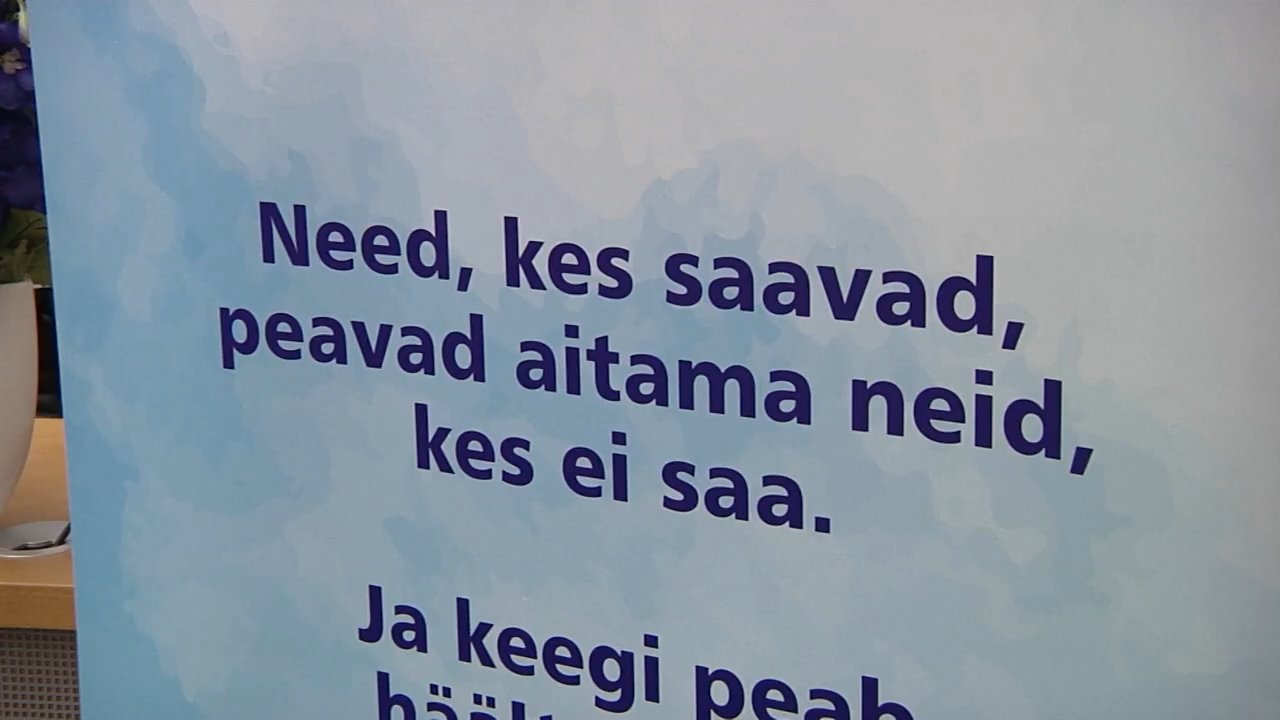 Need, kes saavad,
peavad aitama neid,
kes ei saa.
Ja keegi peab